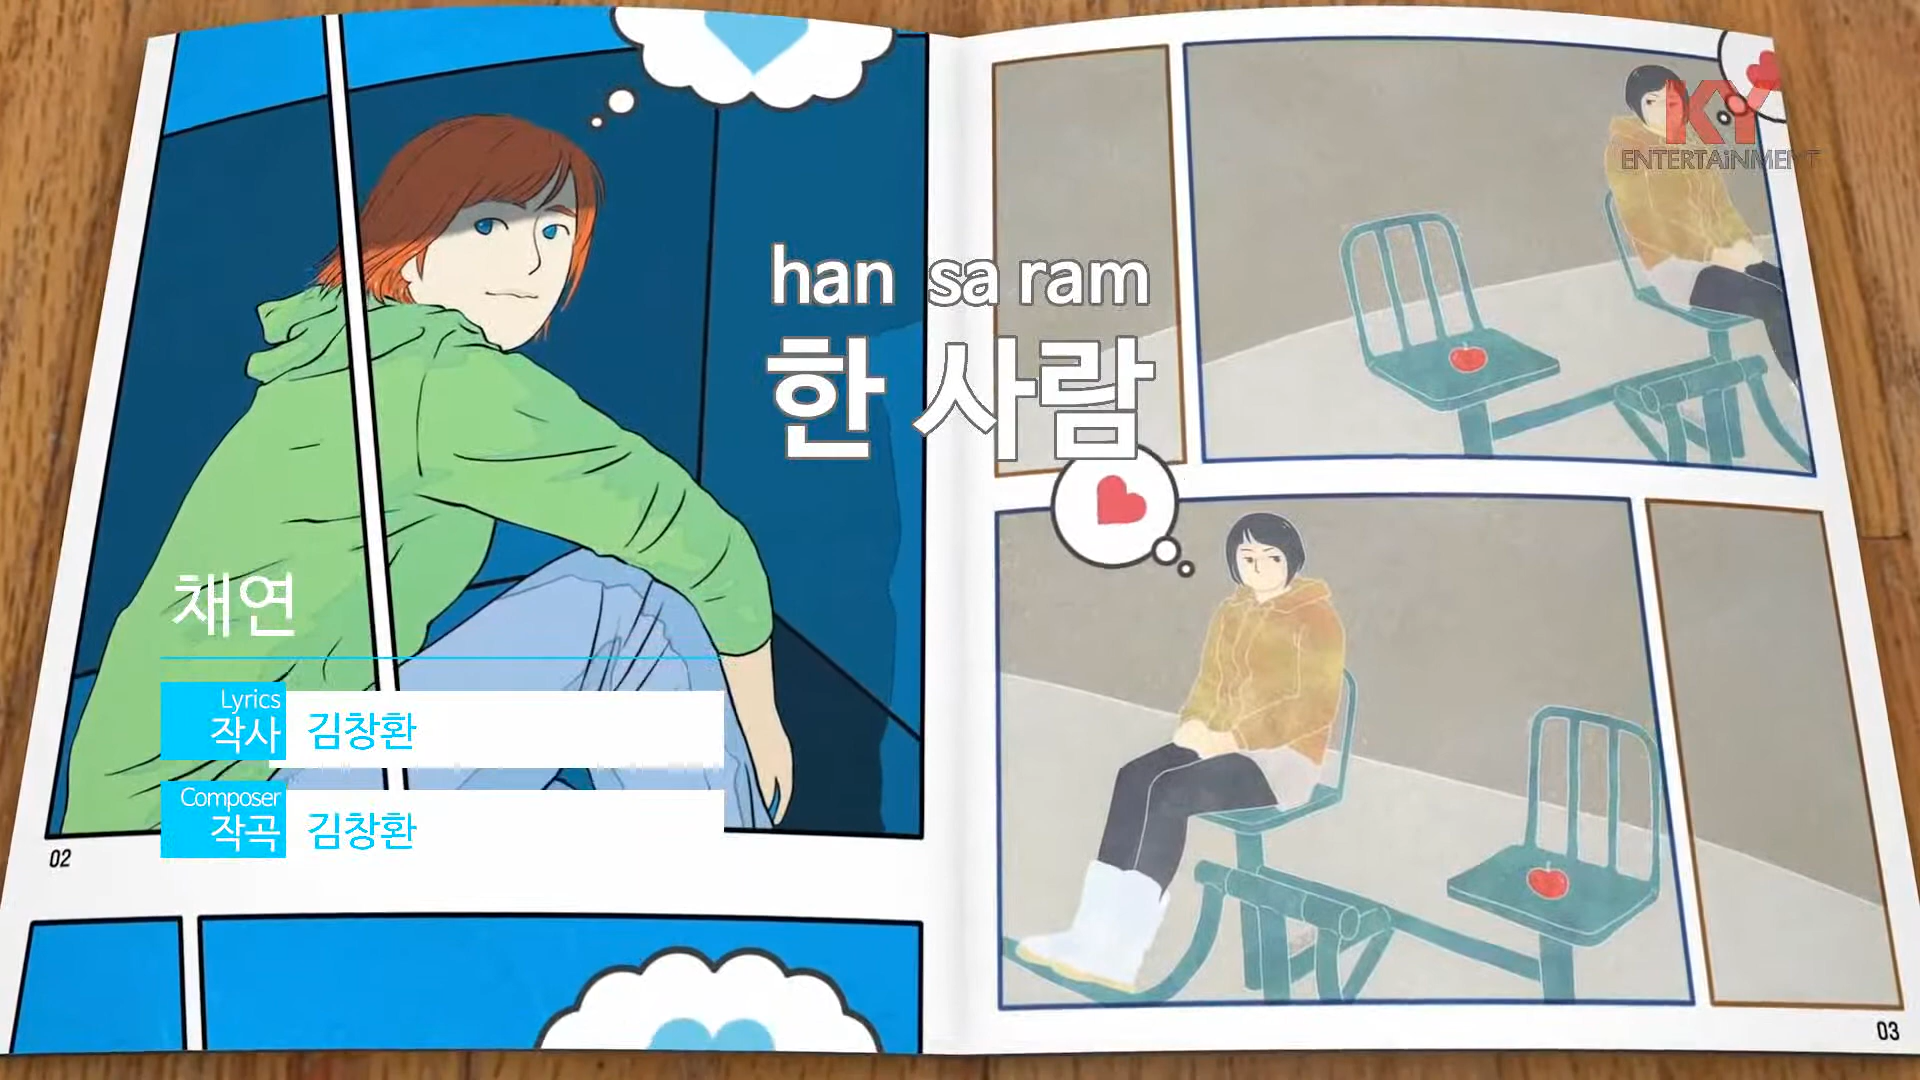 KY
ENTERTAiNMENT
han sa ram
한 사람
채연
Lyrics
작사 김창환
Composer
작곡 김창환
02
03